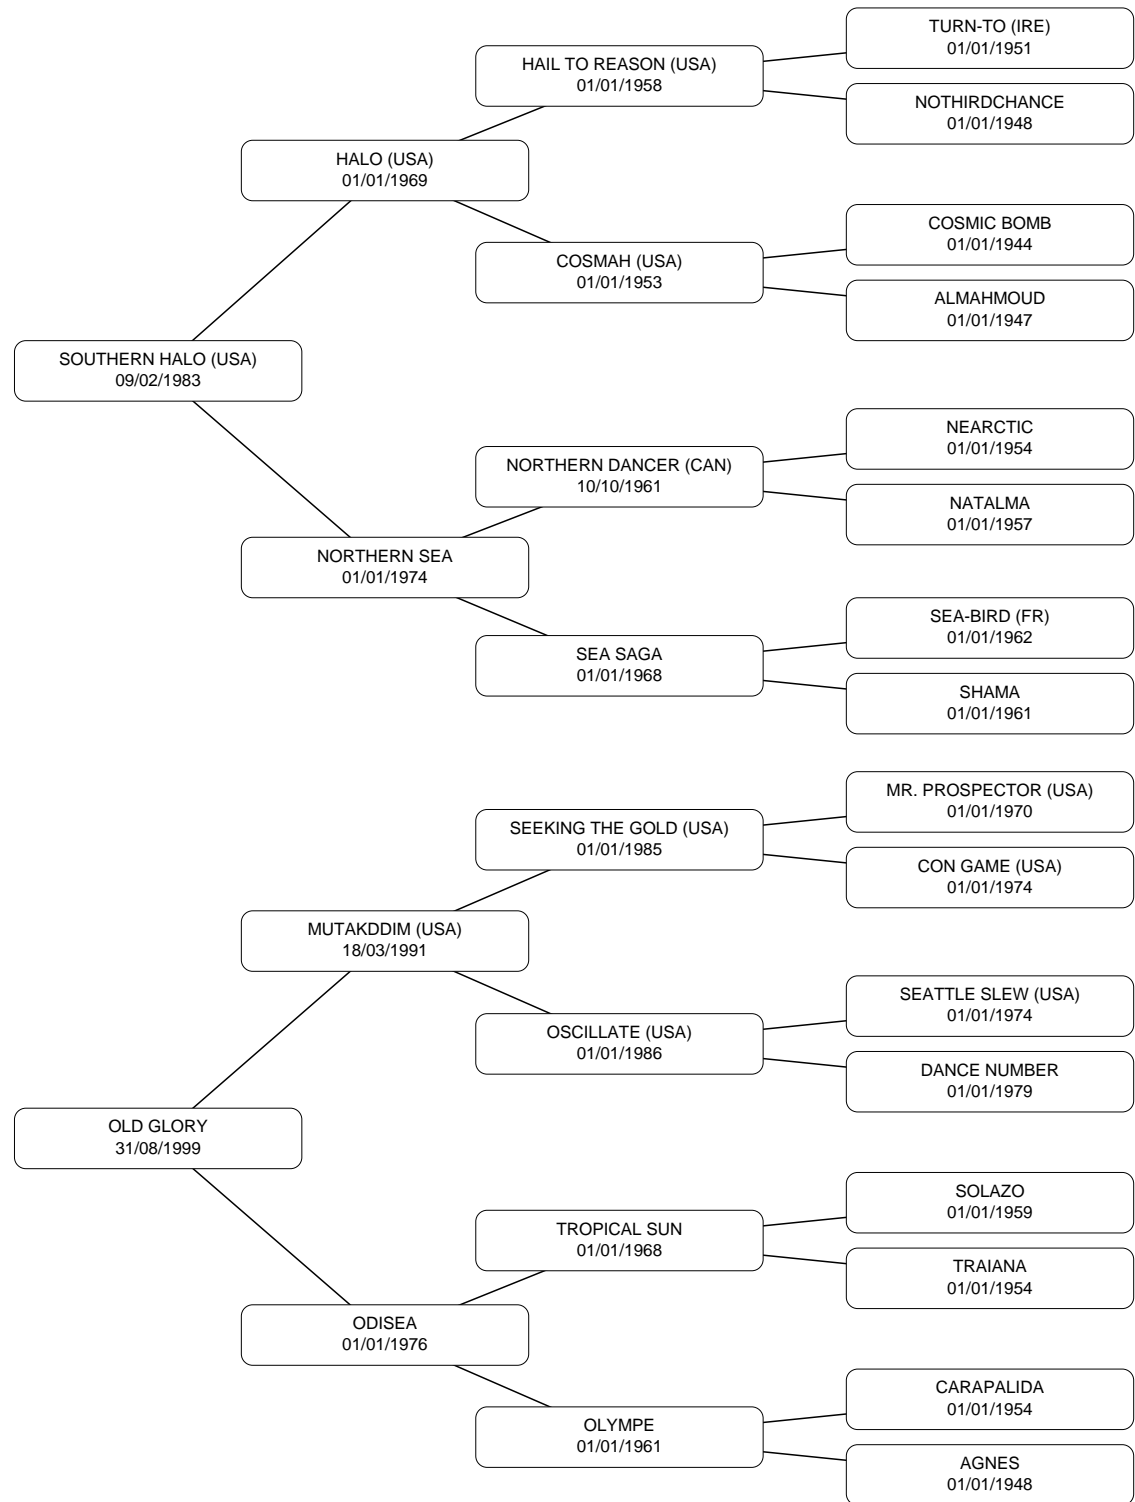 TURN-TO (IRE)
01/01/1951
HAIL TO REASON (USA)
01/01/1958
NOTHIRDCHANCE
01/01/1948
HALO (USA)
01/01/1969
COSMIC BOMB
01/01/1944
COSMAH (USA)
01/01/1953
ALMAHMOUD
01/01/1947
SOUTHERN HALO (USA)
09/02/1983
NEARCTIC
01/01/1954
NORTHERN DANCER (CAN)
10/10/1961
NATALMA
01/01/1957
NORTHERN SEA
01/01/1974
SEA-BIRD (FR)
01/01/1962
SEA SAGA
01/01/1968
SHAMA
01/01/1961
MR. PROSPECTOR (USA)
01/01/1970
SEEKING THE GOLD (USA)
01/01/1985
CON GAME (USA)
01/01/1974
MUTAKDDIM (USA)
18/03/1991
SEATTLE SLEW (USA)
01/01/1974
OSCILLATE (USA)
01/01/1986
DANCE NUMBER
01/01/1979
OLD GLORY
31/08/1999
SOLAZO
01/01/1959
TROPICAL SUN
01/01/1968
TRAIANA
01/01/1954
ODISEA
01/01/1976
CARAPALIDA
01/01/1954
OLYMPE
01/01/1961
AGNES
01/01/1948